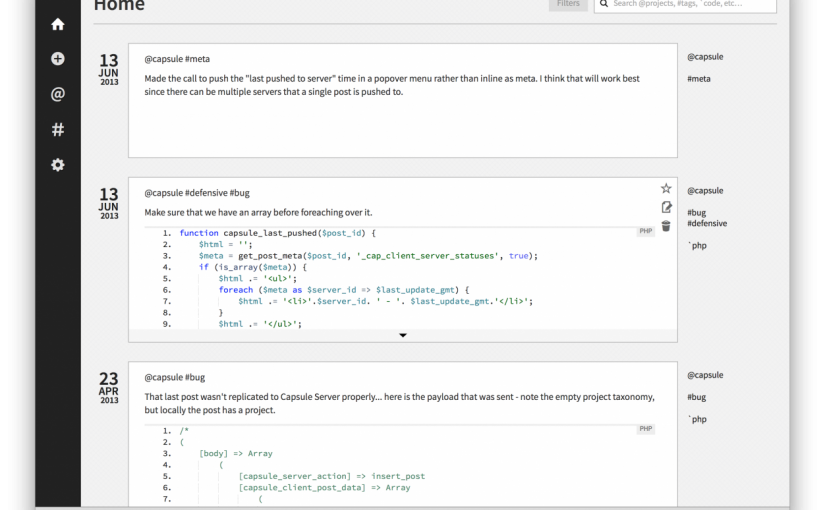 Home
Filters
Search @projects, #tags, `code, etc...
13
JUN
2013
@capsule #meta
Made the call to push the "last pushed to server" time in a popover menu rather than inline as meta. I think that will work best
since there can be multiple servers that a single post is pushed to.
@capsule
#meta
@
#
13
JUN
2013
@capsule #defensive #bug
Make sure that we have an array before foreaching over it.
PHP
1. function capsule_last_pushed($post_id) {
2. $html = '';
3. $meta = get_post_meta($post_id, '_cap_client_server_statuses', true);
4. if (is_array($meta)) {
5. $html .= '<ul>';
6. foreach ($meta as $server_id => $last_update_gmt) {
7. $html .= '<li>'.$server_id. ' - '. $last_update_gmt.'</li>';
8. }
9. $html .= '</ul>';
@capsule
#bug
#defensive
`php
23
APR
2013
@capsule #bug
That last post wasn't replicated to Capsule Server properly... here is the payload that was sent - note the empty project taxonomy,
but locally the post has a project.
PHP
1. /*
2. (
3. [body] => Array
4. (
5. [capsule_server_action] => insert_post
6. [capsule_client_post_data] => Array
7. (
@capsule
#bug
`php